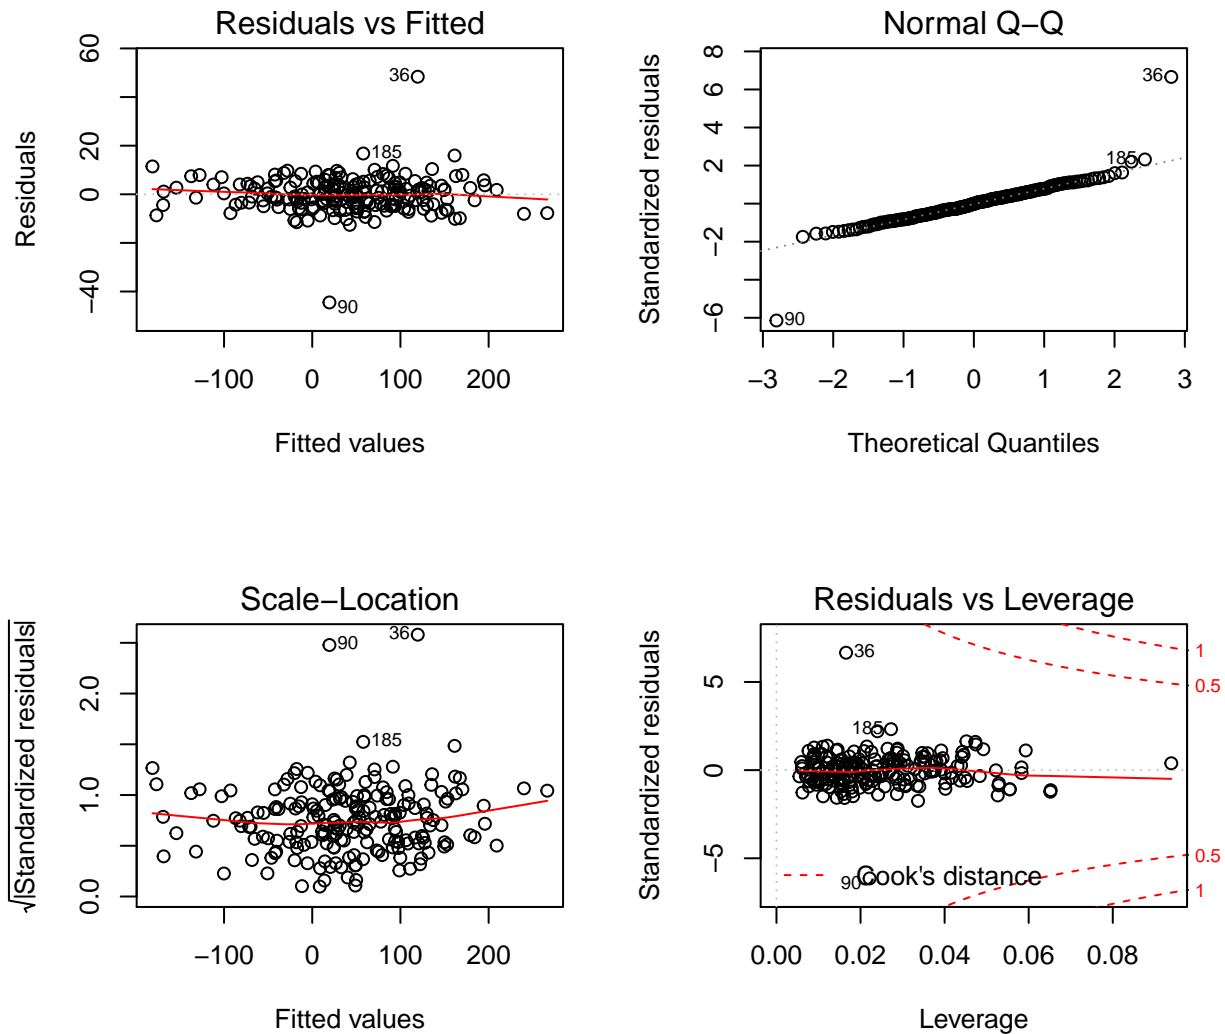 Residuals vs Fitted
Residuals
60
20
0
−40
36
185
90
−100 0 100 200
Fitted values
Normal Q−Q
Standardized residuals
8
6
4
2
−2
−6
36
185
90
−3 −2 −1 0 1 2 3
Theoretical Quantiles
Scale−Location
√|Standardized residuals|
2.0
1.0
0.0
90
36
185
−100 0 100 200
Fitted values
Residuals vs Leverage
Standardized residuals
5
0
−5
36
185
90
1
0.5
0.5
1
Cook's distance
0.00 0.02 0.04 0.06 0.08
Leverage